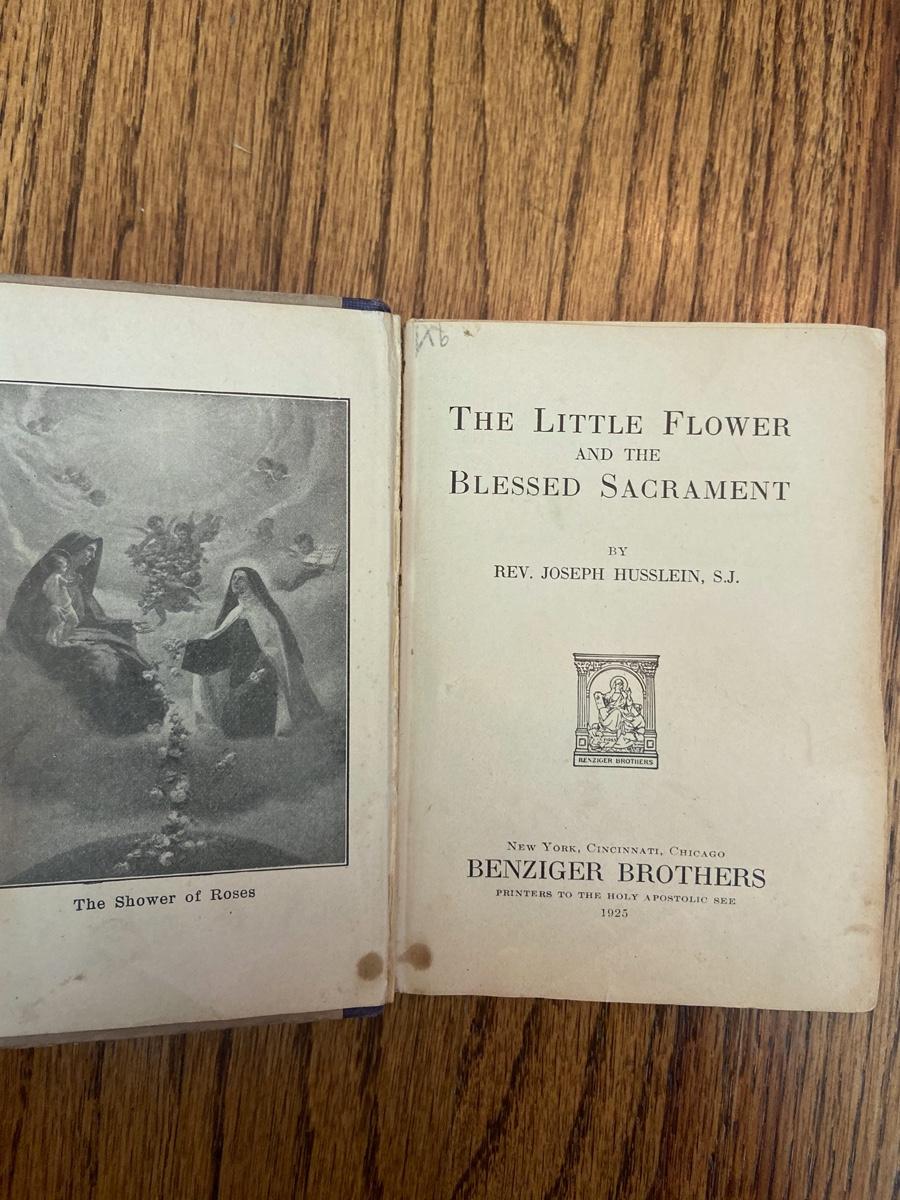 The Shower of Roses
THE LITTLE FLOWER
AND THE
BLESSED SACRAMENT
BY
REV. JOSEPH HUSSLEIN, S.J.
BENZIGER BROTHERS
NEW YORK, CINCINNATI, CHICAGO
BENZIGER BROTHERS
PRINTERS TO THE HOLY APOSTOLIC SEE
1925